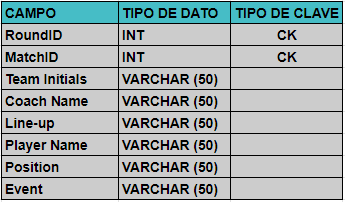 CAMPO TIPO DE DATO TIPO DE CLAVE
RoundID INT CK
MatchID INT CK
Team Initials VARCHAR (50)
Coach Name VARCHAR (50)
Line-up VARCHAR (50)
Player Name VARCHAR (50)
Position VARCHAR (50)
Event VARCHAR (50)